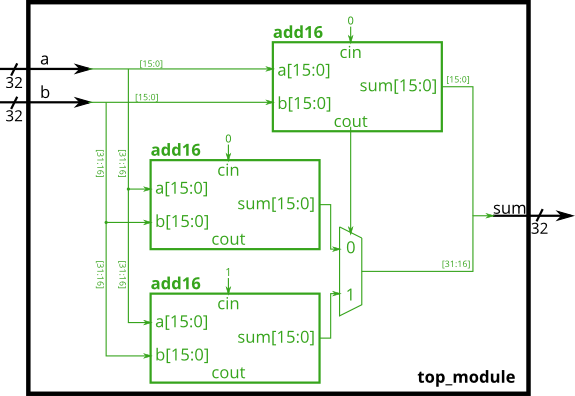 0
add16
cin
a
[15:0]
a[15:0]
sum[15:0]
[15:0]
32
b
[15:0]
b[15:0]
32
cout
0
add16
cin
[31:16]
[31:16]
a[15:0]
sum[15:0]
b[15:0]
sum
32
cout
0
1
add16
cin
[31:16]
[31:16]
[31:16]
1
a[15:0]
sum[15:0]
b[15:0]
cout
top_module